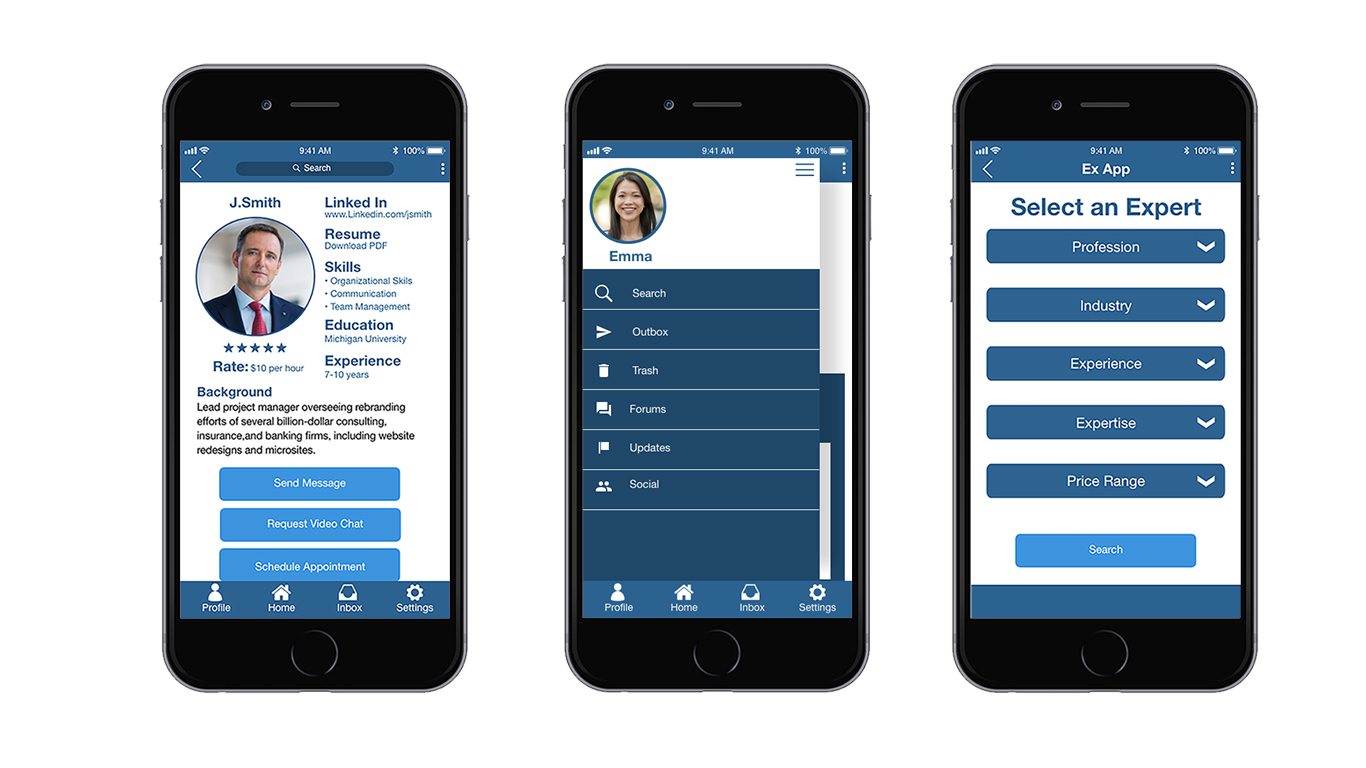 9:41 AM
100%
Search
J.Smith
Rate: $10 per hour
Linked In
www.Linkedin.com/jsmith
Resume
Download PDF
Skills
• Organizational Skils
• Communication
• Team Management
Education
Michigan University
Experience
7-10 years
Background
Lead project manager overseeing rebranding
efforts of several billion-dollar consulting,
insurance,and banking firms, including website
redesigns and microsites.
Send Message
Request Video Chat
Schedule Appointment
Profile Home Inbox Settings
9:41 AM
100%
Emma
Search
Outbox
Trash
Forums
Updates
Social
Profile Home Inbox Settings
9:41 AM
100%
Ex App
Select an Expert
Profession
Industry
Experience
Expertise
Price Range
Search